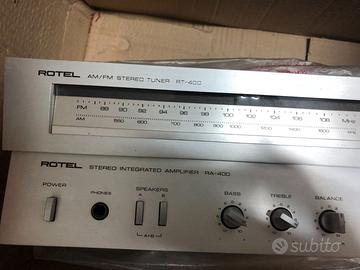 ROTEL AM/FM STEREO TUNER RT-400
FM 88 90 92 94 96 98 100 102 104 106 108 MHz
AM 550 600 700 800 1000 1200 1400 1600
ROTEL STEREO INTEGRATED AMPLIFIER RA-400
POWER PHONES SPEAKERS BASS TREBLE BALANCE
A B
A+B
subito